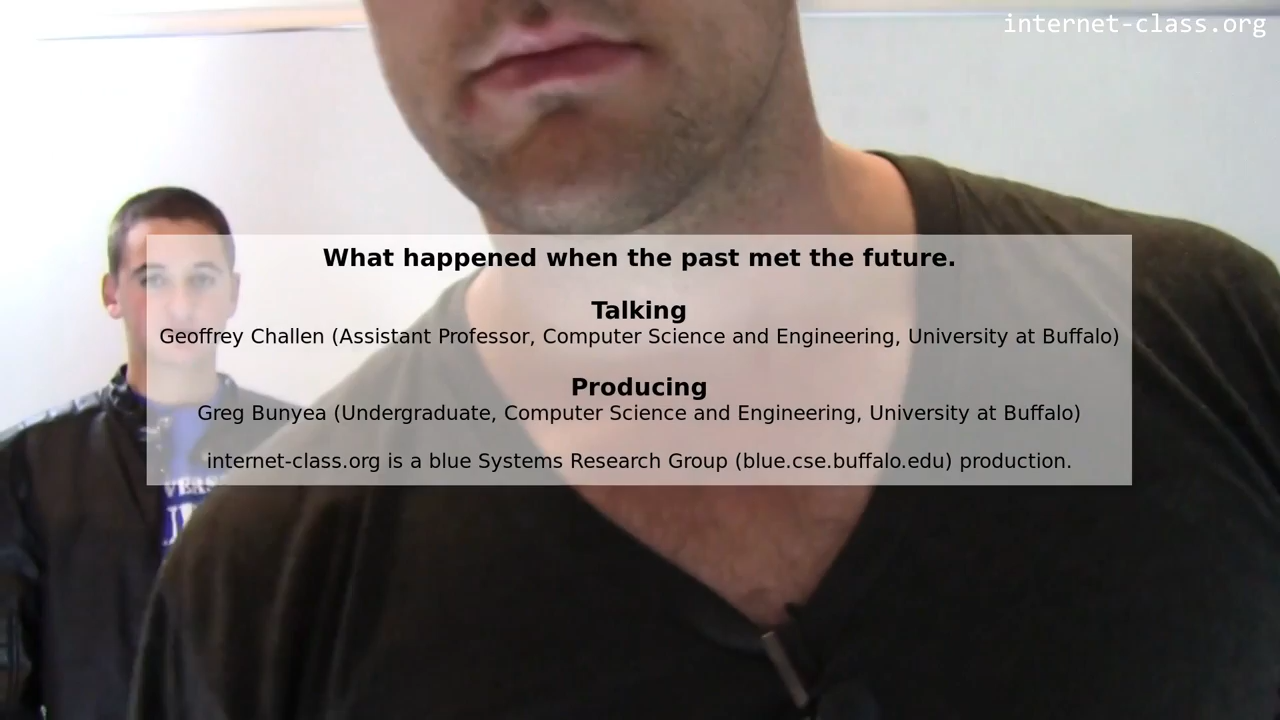 internet-class.org
What happened when the past met the future.
Talking
Geoffrey Challen (Assistant Professor, Computer Science and Engineering, University at Buffalo)
Producing
Greg Bunyea (Undergraduate, Computer Science and Engineering, University at Buffalo)
internet-class.org is a blue Systems Research Group (blue.cse.buffalo.edu) production.